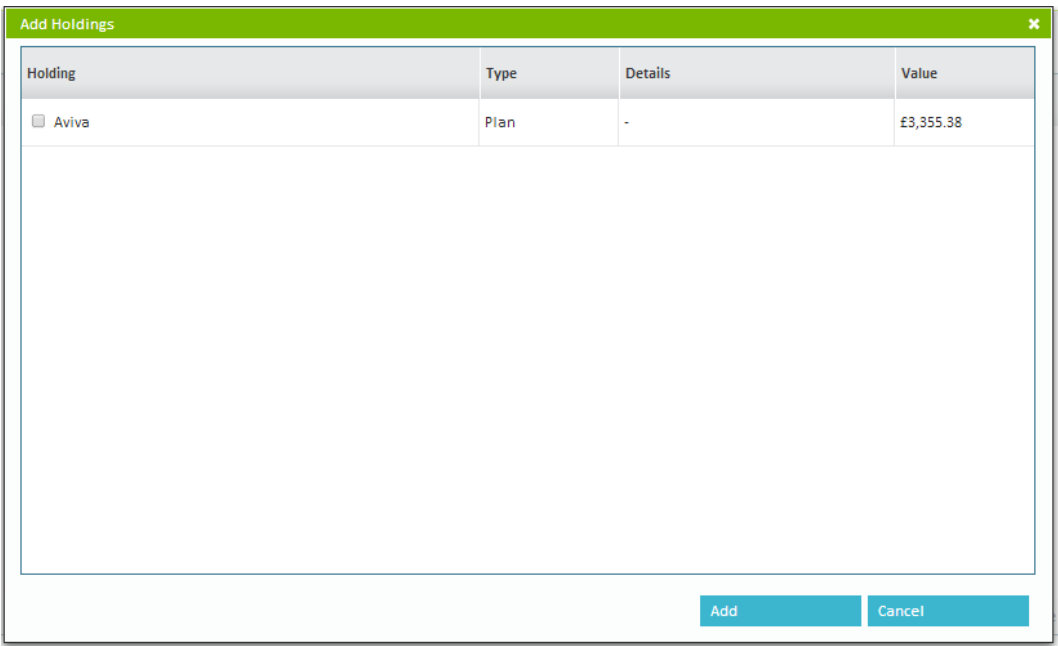 Add Holdings
Holding Type Details Value
Aviva Plan - £3,355.38
Add Cancel